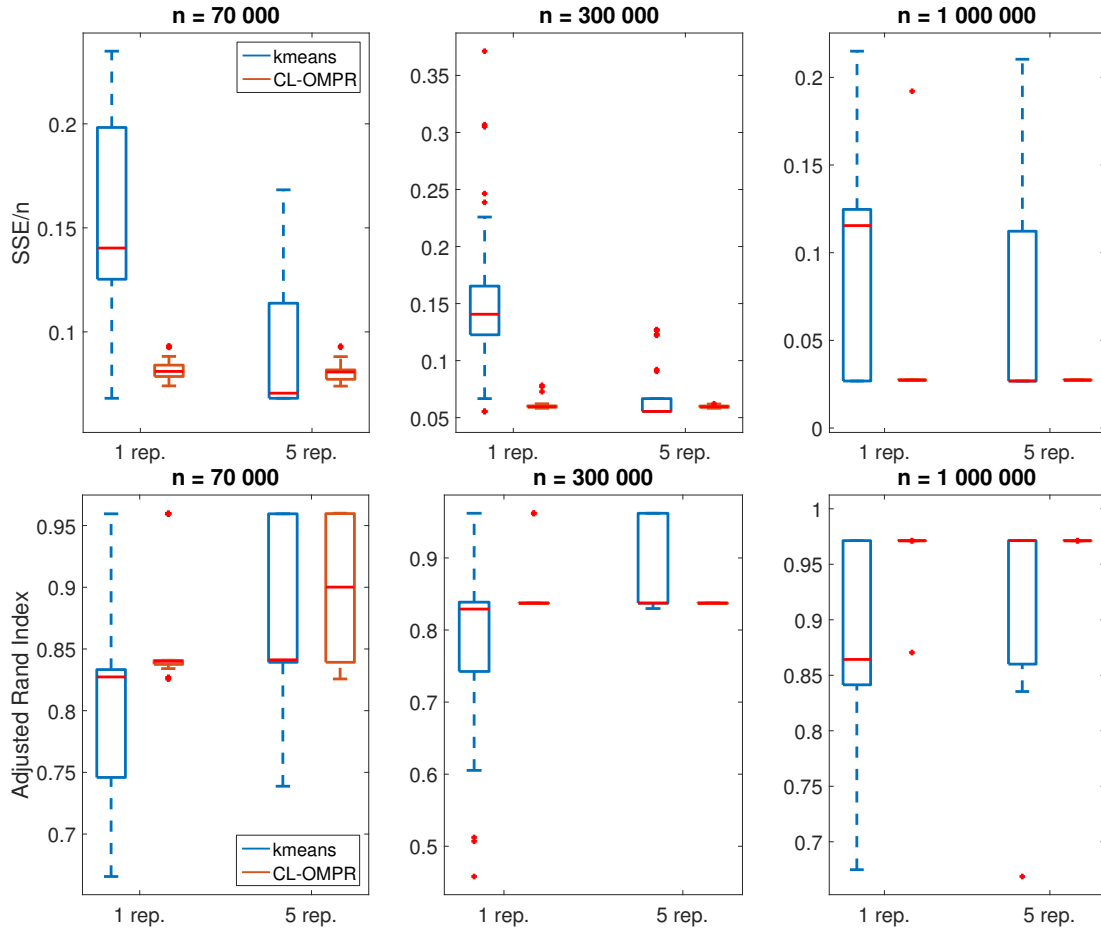 n = 70 000
n = 300 000
n = 1 000 000
kmeans
CL-OMPR
SSE/n
0.2
0.15
0.1
0.35
0.3
0.25
0.2
0.15
0.1
0.05
0.2
0.15
0.1
0.05
0
1 rep.
5 rep.
1 rep.
5 rep.
1 rep.
5 rep.
n = 70 000
n = 300 000
n = 1 000 000
Adjusted Rand Index
0.95
0.9
0.85
0.8
0.75
0.7
kmeans
CL-OMPR
0.9
0.8
0.7
0.6
0.5
1
0.95
0.9
0.85
0.8
0.75
0.7
1 rep.
5 rep.
1 rep.
5 rep.
1 rep.
5 rep.